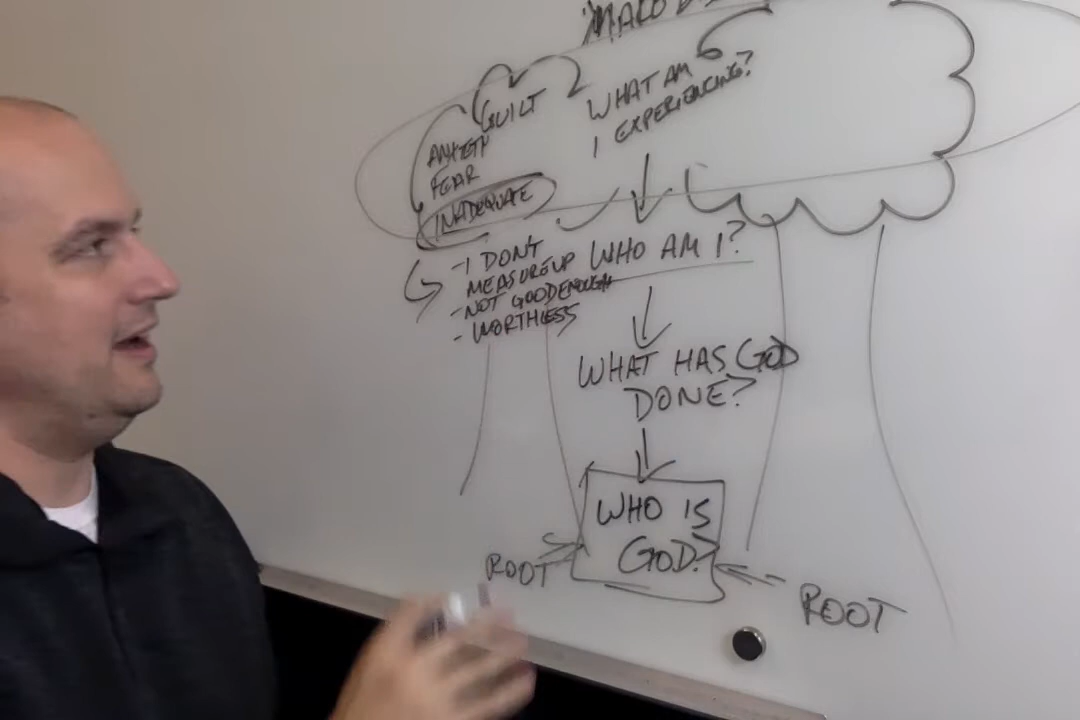 GUILT
ANXIETY
FEAR
INADEQUATE
WHAT AM
I EXPERIENCING?
- I DONT
MEASURE UP
- NOT GOOD ENOUGH
- WORTHLESS
WHO AM I?
WHAT HAS GOD
DONE?
WHO IS
GOD?
ROOT
ROOT